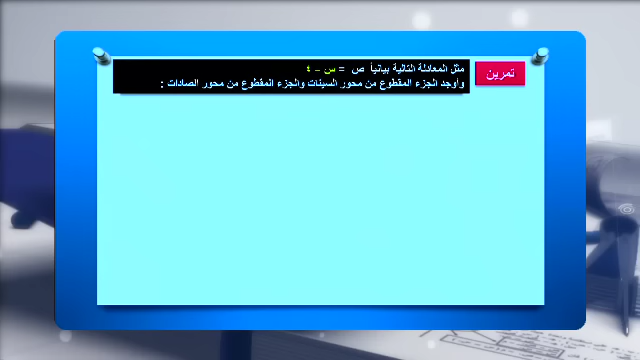 تمرين
مثل المعادلة التالية بيانياً ص = س - ٤
وأوجد الجزء المقطوع من محور السينات والجزء المقطوع من محور الصادات :